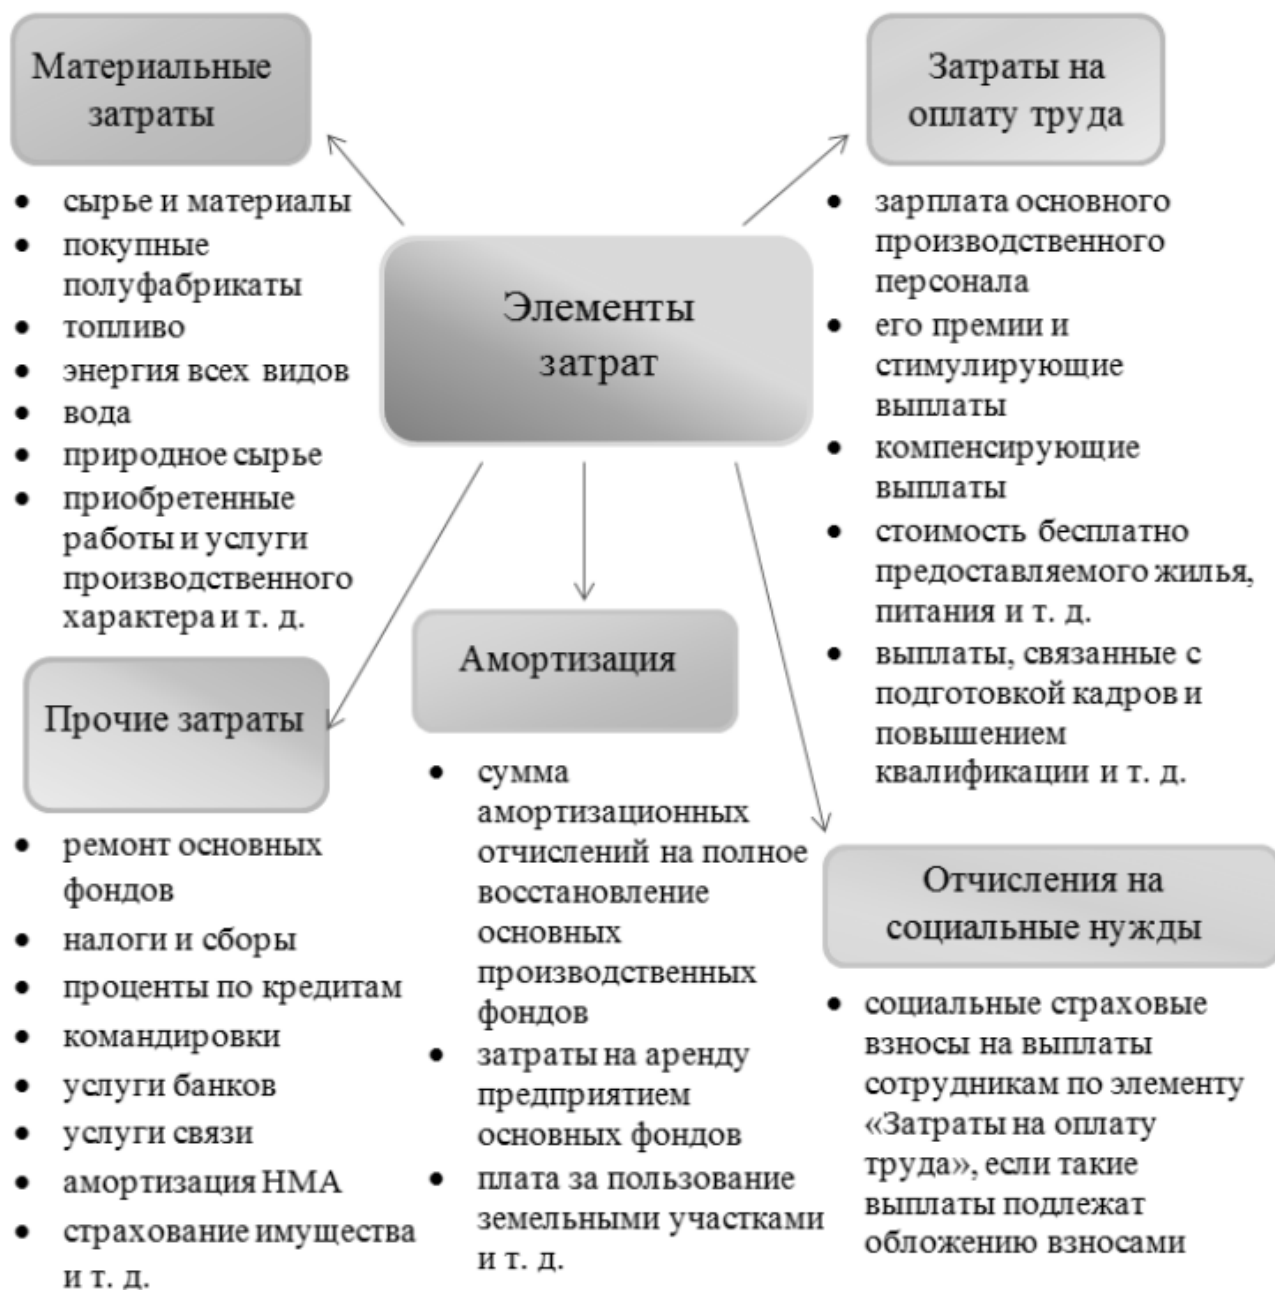 Материальные
затраты
сырье и материалы
покупные
полуфабрикаты
топливо
энергия всех видов
вода
природное сырье
приобретенные
работы и услуги
производственного
характера и т. д.
Элементы
затрат
Затраты на
оплату труда
зарплата основного
производственного
персонала
его премии и
стимулирующие
выплаты
компенсирующие
выплаты
стоимость бесплатно
предоставляемого жилья,
питания и т. д.
выплаты, связанные с
подготовкой кадров и
повышением
квалификации и т. д.
Прочие затраты
ремонт основных
фондов
налоги и сборы
проценты по кредитам
командировки
услуги банков
услуги связи
амортизация НМА
страхование имущества
и т. д.
Амортизация
сумма
амортизационных
отчислений на полное
восстановление
основных
производственных
фондов
затраты на аренду
предприятием
основных фондов
плата за пользование
земельными участками
и т. д.
Отчисления на
социальные нужды
социальные страховые
взносы на выплаты
сотрудникам по элементу
«Затраты на оплату
труда», если такие
выплаты подлежат
обложению взносами